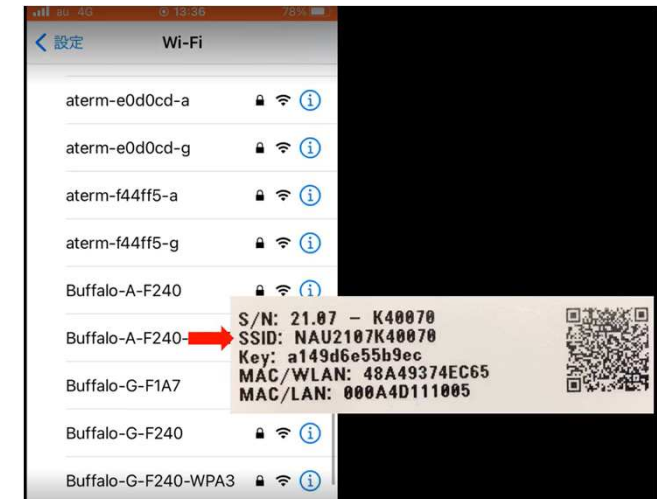 au 4G 13:36 78%
設定 Wi-Fi
aterm-e0d0cd-a
aterm-e0d0cd-g
aterm-f44ff5-a
aterm-f44ff5-g
Buffalo-A-F240
Buffalo-A-F240-
S/N: 21.07 – K40070
SSID: NAU2107K40070
Key: a149d6e55b9ec
MAC/WLAN: 48A49374EC65
MAC/LAN: 000A4D111005
Buffalo-G-F1A7
Buffalo-G-F240
Buffalo-G-F240-WPA3